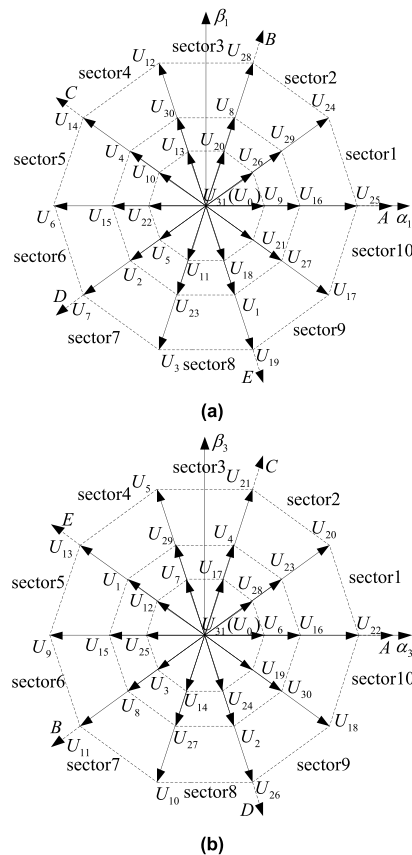 β₁
U₁₂ sector3 U₂₈ B
sector4 sector2
C
U₁₄ U₃₀ U₈ U₂₄
U₄ U₁₃ U₂₀ U₂₉
sector5 U₁₀ U₂₆ sector1
U₃₁(U₀) U₉ U₁₆ U₂₅
U₆ U₁₅ U₂₂ A α₁
sector6 U₅ U₂₁ sector10
U₂ U₁₁ U₁₈ U₂₇
D U₇ U₂₃ U₁ U₁₇
sector7 sector9
U₃ sector8 U₁₉
E
(a)
β₃
U₅ sector3 U₂₁ C
sector4 sector2
E
U₁₃ U₂₉ U₄ U₂₀
U₁ U₇ U₁₇ U₂₃
sector5 U₁₂ U₂₈ sector1
U₃₁(U₀) U₆ U₁₆ U₂₂
U₉ U₁₅ U₂₅ A α₃
sector6 U₃ U₁₉ sector10
B U₈ U₁₄ U₂₄ U₃₀
U₁₁ U₂₇ U₂ U₁₈
sector7 sector9
U₁₀ sector8 U₂₆
D
(b)